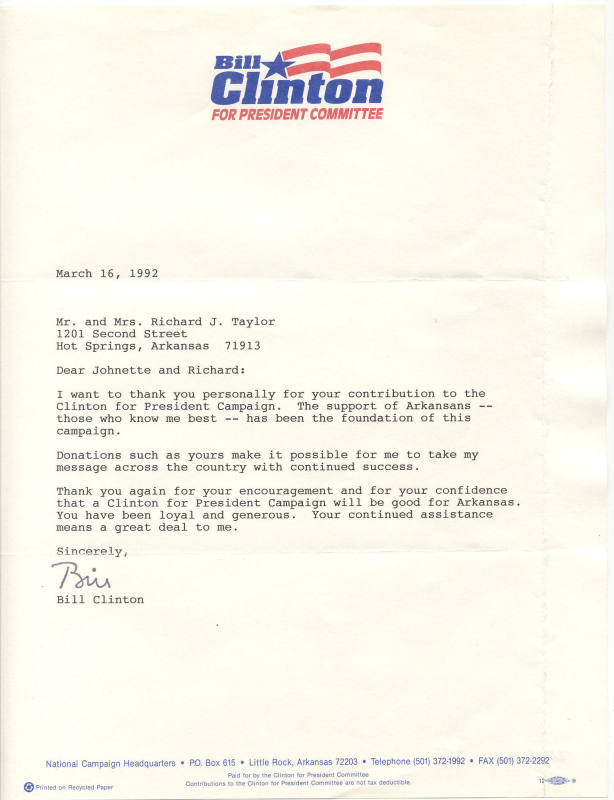 Bill
Clinton
FOR PRESIDENT COMMITTEE
March 16, 1992
Mr. and Mrs. Richard J. Taylor
1201 Second Street
Hot Springs, Arkansas  71913
Dear Johnette and Richard:
I want to thank you personally for your contribution to the
Clinton for President Campaign.  The support of Arkansans --
those who know me best -- has been the foundation of this
campaign.
Donations such as yours make it possible for me to take my
message across the country with continued success.
Thank you again for your encouragement and for your confidence
that a Clinton for President Campaign will be good for Arkansas.
You have been loyal and generous.  Your continued assistance
means a great deal to me.
Sincerely,
Bill
Bill Clinton
National Campaign Headquarters • P.O. Box 615 • Little Rock, Arkansas 72203 • Telephone (501) 372-1992 • FAX (501) 372-2292
Paid for by the Clinton for President Committee
Contributions to the Clinton for President Committee are not tax deductible.
Printed on Recycled Paper
12